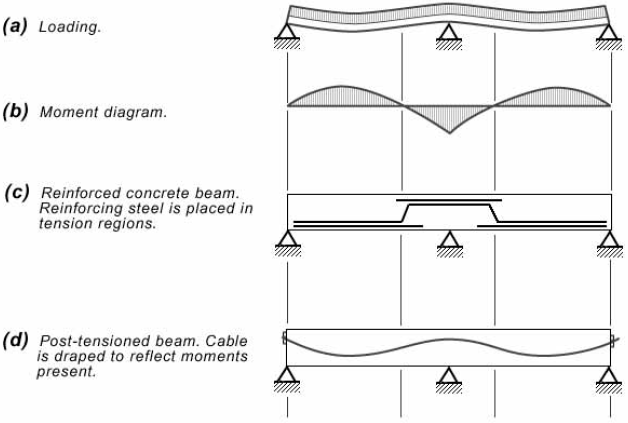 (a) Loading.
(b) Moment diagram.
(c) Reinforced concrete beam.
Reinforcing steel is placed in
tension regions.
(d) Post-tensioned beam. Cable
is draped to reflect moments
present.